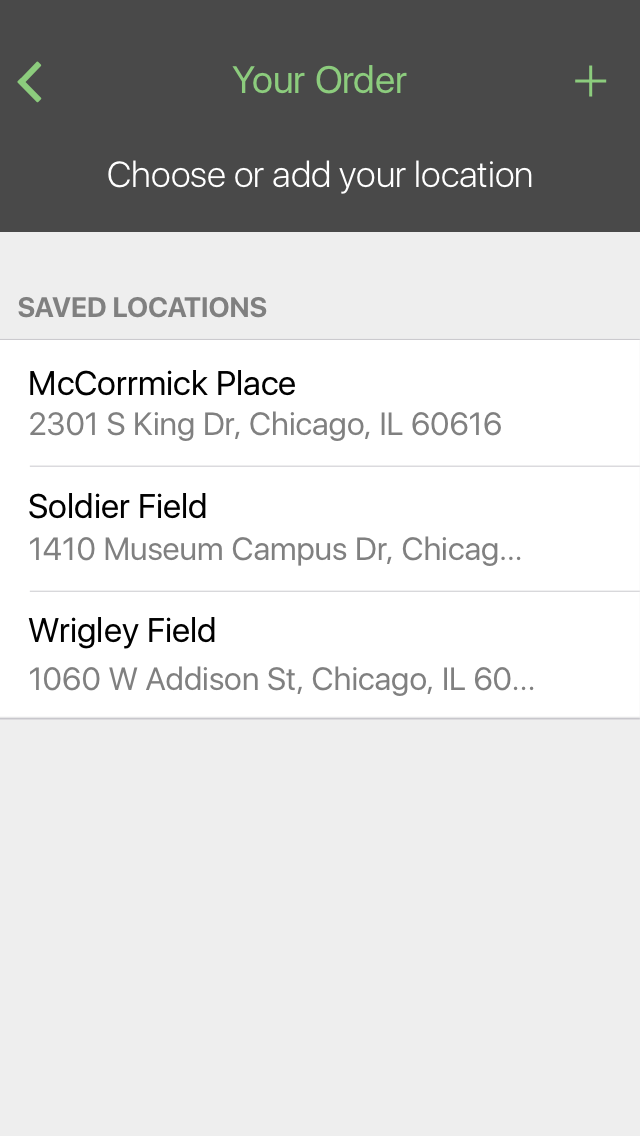 Your Order
Choose or add your location
SAVED LOCATIONS
McCorrmick Place
2301 S King Dr, Chicago, IL 60616
Soldier Field
1410 Museum Campus Dr, Chicag...
Wrigley Field
1060 W Addison St, Chicago, IL 60...